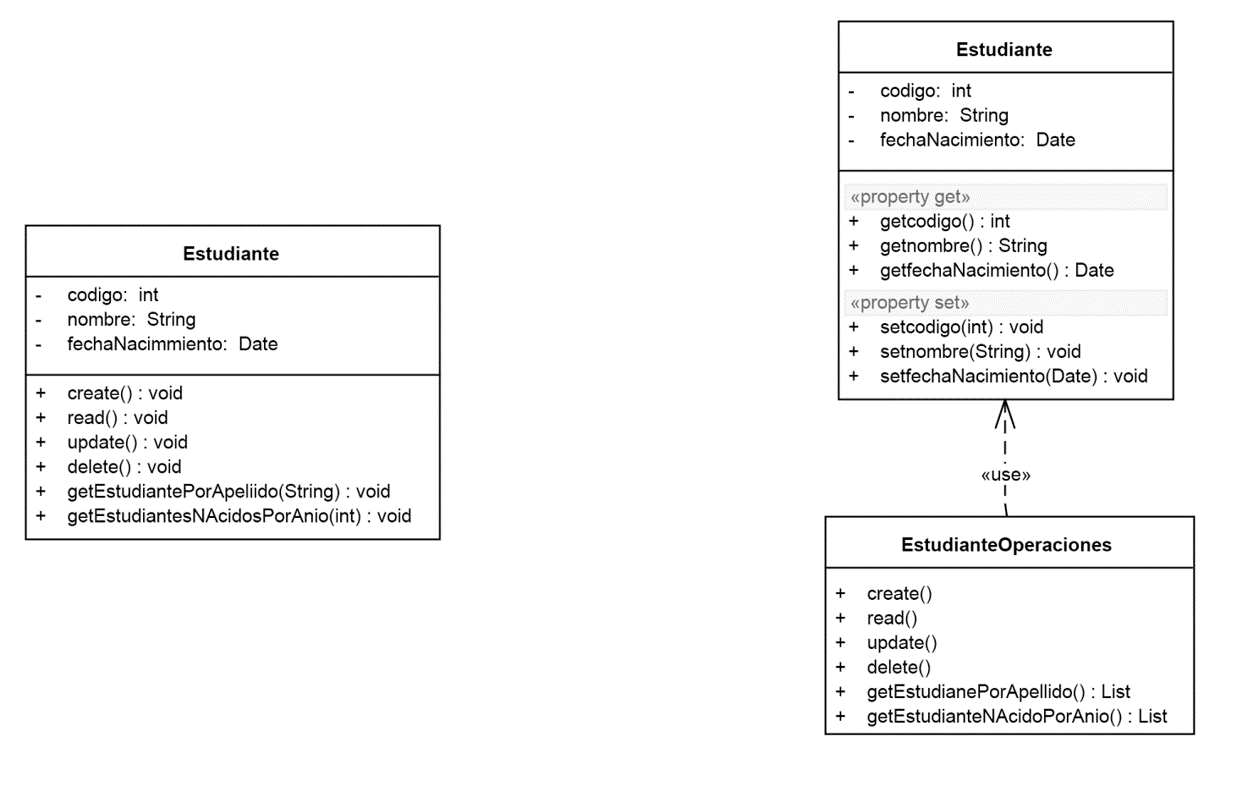 Estudiante
- codigo: int
- nombre: String
- fechaNacimmiento: Date
+ create() : void
+ read() : void
+ update() : void
+ delete() : void
+ getEstudiantePorApeliido(String) : void
+ getEstudiantesNAcidosPorAnio(int) : void
Estudiante
- codigo: int
- nombre: String
- fechaNacimiento: Date
«property get»
+ getcodigo() : int
+ getnombre() : String
+ getfechaNacimiento() : Date
«property set»
+ setcodigo(int) : void
+ setnombre(String) : void
+ setfechaNacimiento(Date) : void
«use»
EstudianteOperaciones
+ create()
+ read()
+ update()
+ delete()
+ getEstudianePorApellido() : List
+ getEstudianteNAcidoPorAnio() : List